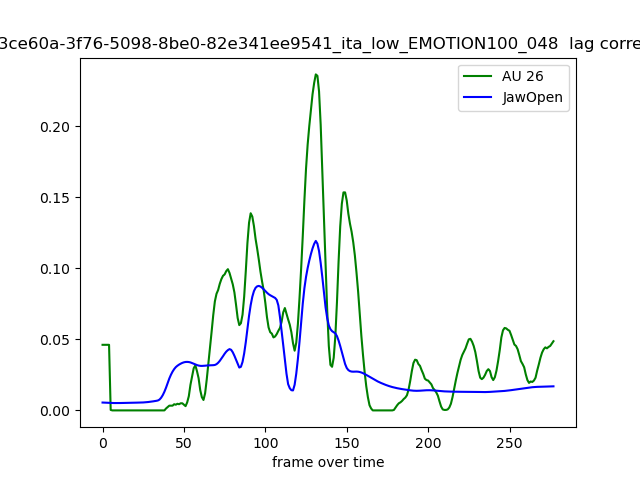 3ce60a-3f76-5098-8be0-82e341ee9541_ita_low_EMOTION100_048 lag corre
AU 26
JawOpen
0.20
0.15
0.10
0.05
0.00
0 50 100 150 200 250
frame over time